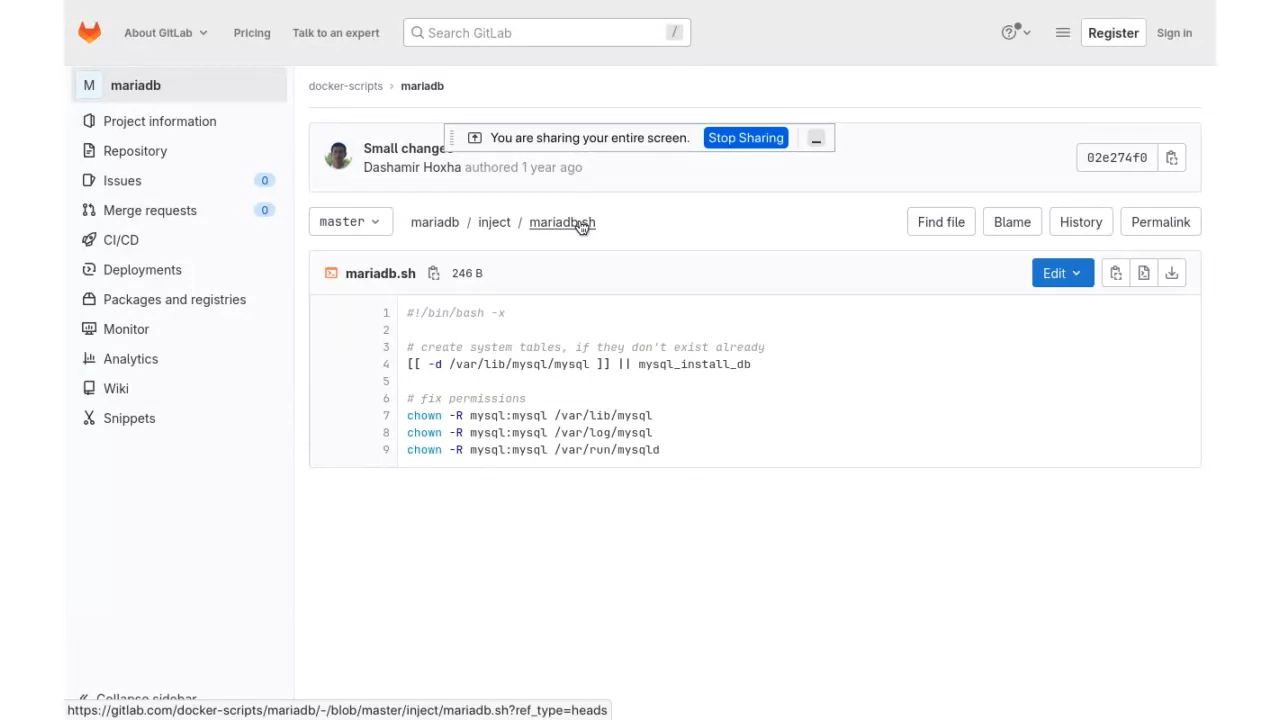 About GitLab Pricing Talk to an expert Search GitLab / Register Sign in
M mariadb
Project information
Repository
Issues 0
Merge requests 0
CI/CD
Deployments
Packages and registries
Monitor
Analytics
Wiki
Snippets
Collapse sidebar
docker-scripts › mariadb
You are sharing your entire screen. Stop Sharing
Small changes
Dashamir Hoxha authored 1 year ago
02e274f0
master mariadb / inject / mariadb.sh Find file Blame History Permalink
mariadb.sh 246 B Edit
1 #!/bin/bash -x
2
3 # create system tables, if they don't exist already
4 [[ -d /var/lib/mysql/mysql ]] || mysql_install_db
5
6 # fix permissions
7 chown -R mysql:mysql /var/lib/mysql
8 chown -R mysql:mysql /var/log/mysql
9 chown -R mysql:mysql /var/run/mysqld
https://gitlab.com/docker-scripts/mariadb/-/blob/master/inject/mariadb.sh?ref_type=heads